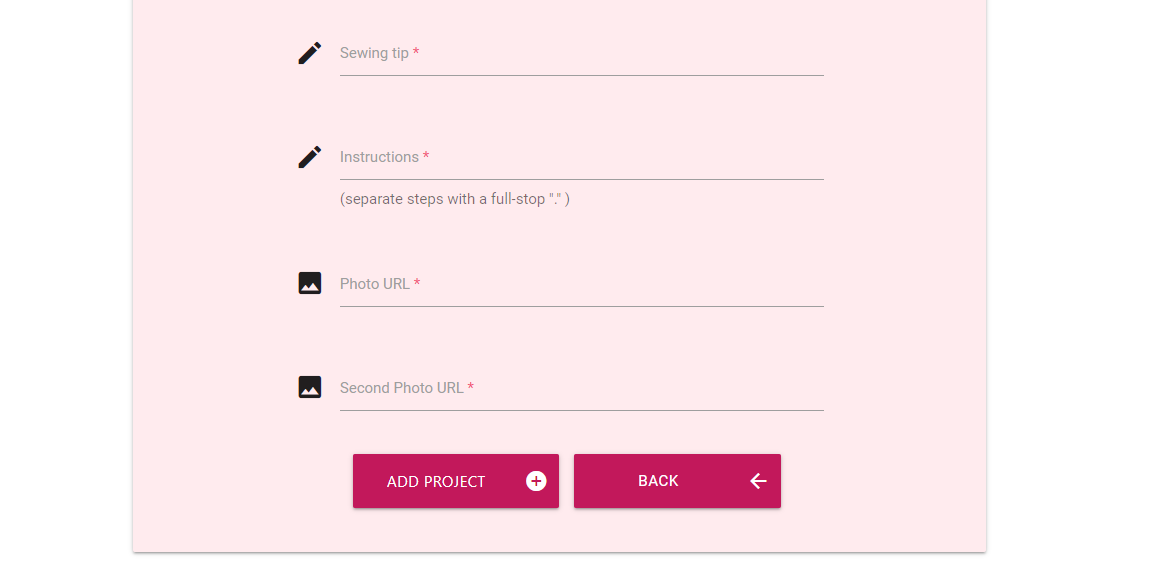 Sewing tip *
Instructions *
(separate steps with a full-stop "." )
Photo URL *
Second Photo URL *
ADD PROJECT
BACK